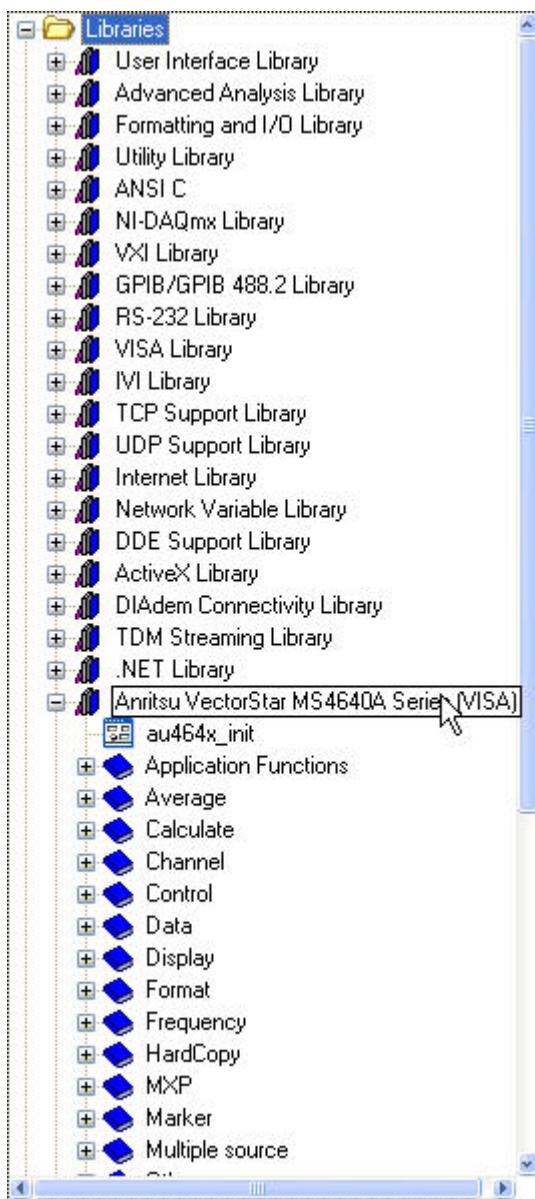 Libraries
User Interface Library
Advanced Analysis Library
Formatting and I/O Library
Utility Library
ANSI C
NI-DAQmx Library
VXI Library
GPIB/GPIB 488.2 Library
RS-232 Library
VISA Library
IVI Library
TCP Support Library
UDP Support Library
Internet Library
Network Variable Library
DDE Support Library
ActiveX Library
DIAdem Connectivity Library
TDM Streaming Library
.NET Library
Anritsu VectorStar MS4640A Series (VISA)
au464x_init
Application Functions
Average
Calculate
Channel
Control
Data
Display
Format
Frequency
HardCopy
MXP
Marker
Multiple source